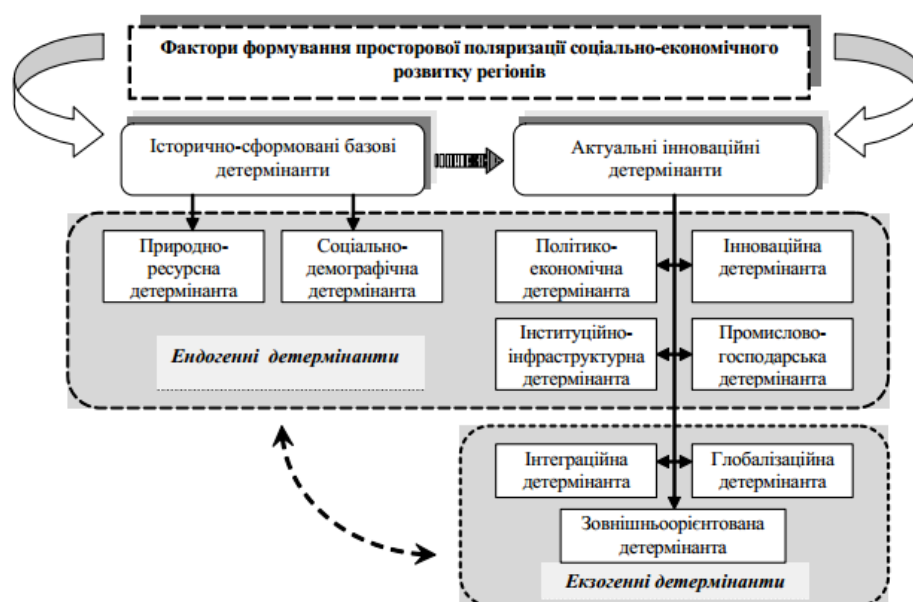 Фактори формування просторової поляризації соціально-економічного
розвитку регіонів
Історично-сформовані базові
детермінанти
Актуальні інноваційні
детермінанти
Природно-
ресурсна
детермінанта
Соціально-
демографічна
детермінанта
Політико-
економічна
детермінанта
Інноваційна
детермінанта
Інституційно-
інфраструктурна
детермінанта
Промислово-
господарська
детермінанта
Ендогенні детермінанти
Інтеграційна
детермінанта
Глобалізаційна
детермінанта
Зовнішньоорієнтована
детермінанта
Екзогенні детермінанти